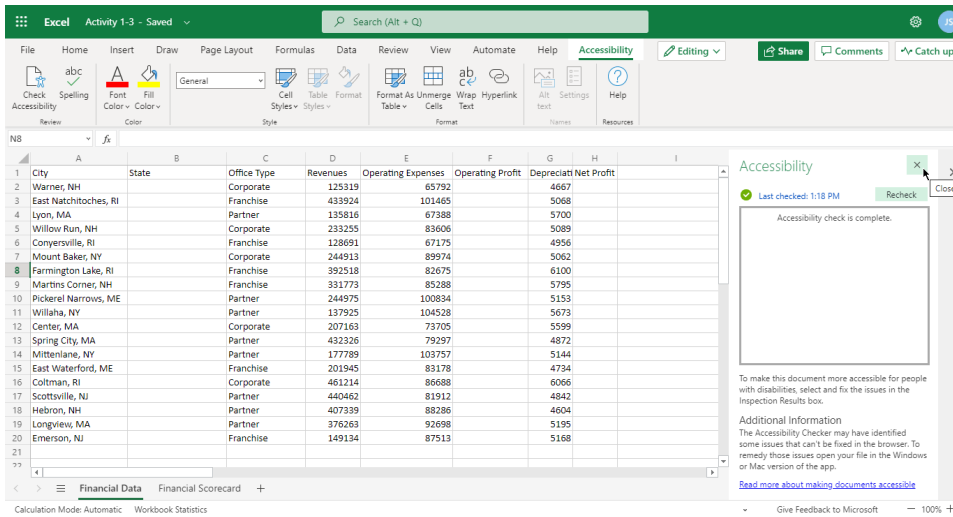 Excel Activity 1-3 - Saved
Search (Alt + Q)
JS
File Home Insert Draw Page Layout Formulas Data Review View Automate Help Accessibility Editing Share Comments Catch up
Check Accessibility
abc
Spelling
Review
Font Color
Fill Color
Color
General
Cell Styles
Table Styles
Format
Style
Format As Table
Unmerge Cells
Wrap Text
Hyperlink
Format
Alt text
Settings
Names
Help
Resources
N8 fx
A B C D E F G H I
1 City State Office Type Revenues Operating Expenses Operating Profit Depreciati Net Profit
2 Warner, NH Corporate 125319 65792 4667
3 East Natchitoches, RI Franchise 433924 101465 5068
4 Lyon, MA Partner 135816 67388 5700
5 Willow Run, NH Corporate 233255 83606 5089
6 Conyersville, RI Franchise 128691 67175 4956
7 Mount Baker, NY Corporate 244913 89974 5062
8 Farmington Lake, RI Franchise 392518 82675 6100
9 Martins Corner, NH Franchise 331773 85288 5795
10 Pickerel Narrows, ME Partner 244975 100834 5153
11 Willaha, NY Partner 137925 104528 5673
12 Center, MA Corporate 207163 73705 5599
13 Spring City, MA Partner 432326 79297 4872
14 Mittenlane, NY Partner 177789 103757 5144
15 East Waterford, ME Franchise 201945 83178 4734
16 Coltman, RI Corporate 461214 86688 6066
17 Scottsville, NJ Partner 440462 81912 4842
18 Hebron, NH Partner 407339 88286 4604
19 Longview, MA Partner 376263 92698 5195
20 Emerson, NJ Franchise 149134 87513 5168
21
22
Accessibility
Close
Last checked: 1:18 PM Recheck
Accessibility check is complete.
To make this document more accessible for people
with disabilities, select and fix the issues in the
Inspection Results box.
Additional Information
The Accessibility Checker may have identified
some issues that can't be fixed in the browser. To
remedy those issues open your file in the Windows
or Mac version of the app.
Read more about making documents accessible
Financial Data Financial Scorecard +
Calculation Mode: Automatic Workbook Statistics Give Feedback to Microsoft 100%